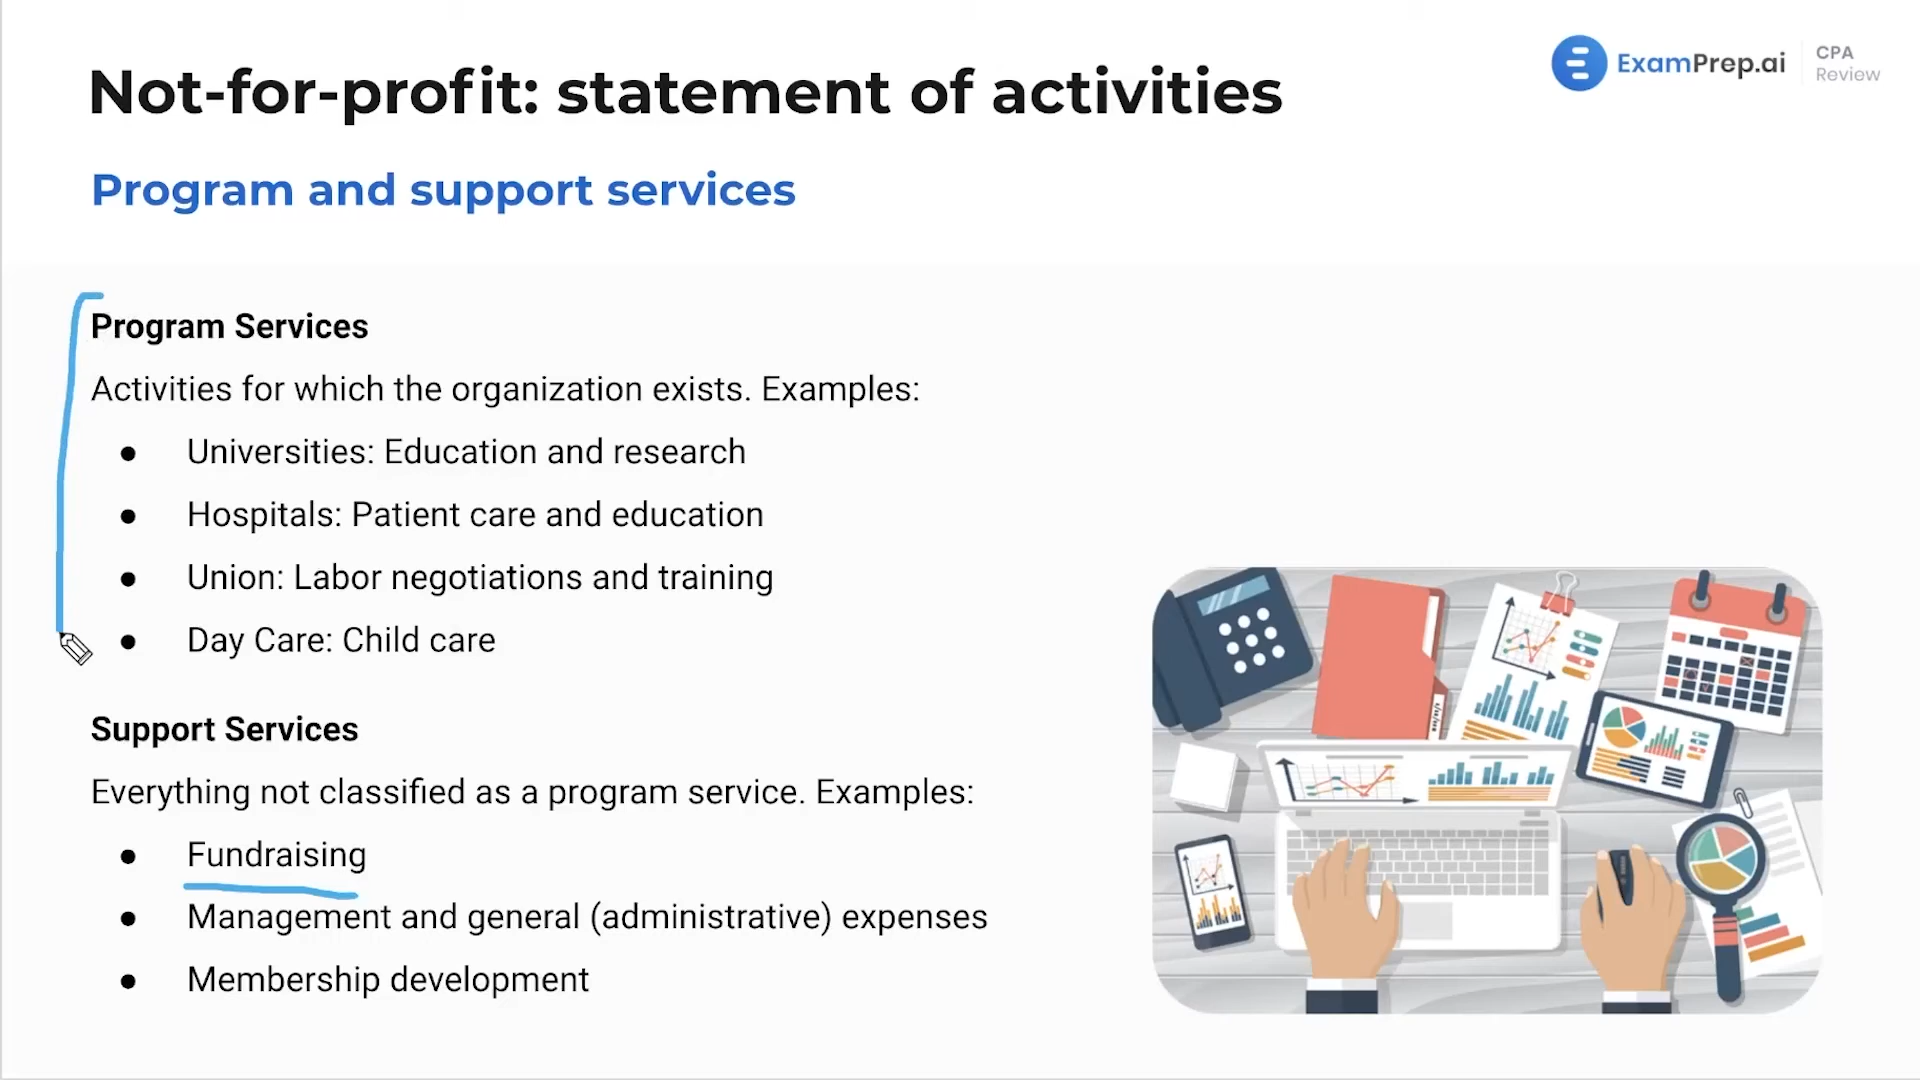 Not-for-profit: statement of activities
ExamPrep.ai
CPA
Review
Program and support services
Program Services
Activities for which the organization exists. Examples:
● Universities: Education and research
● Hospitals: Patient care and education
● Union: Labor negotiations and training
● Day Care: Child care
Support Services
Everything not classified as a program service. Examples:
● Fundraising
● Management and general (administrative) expenses
● Membership development